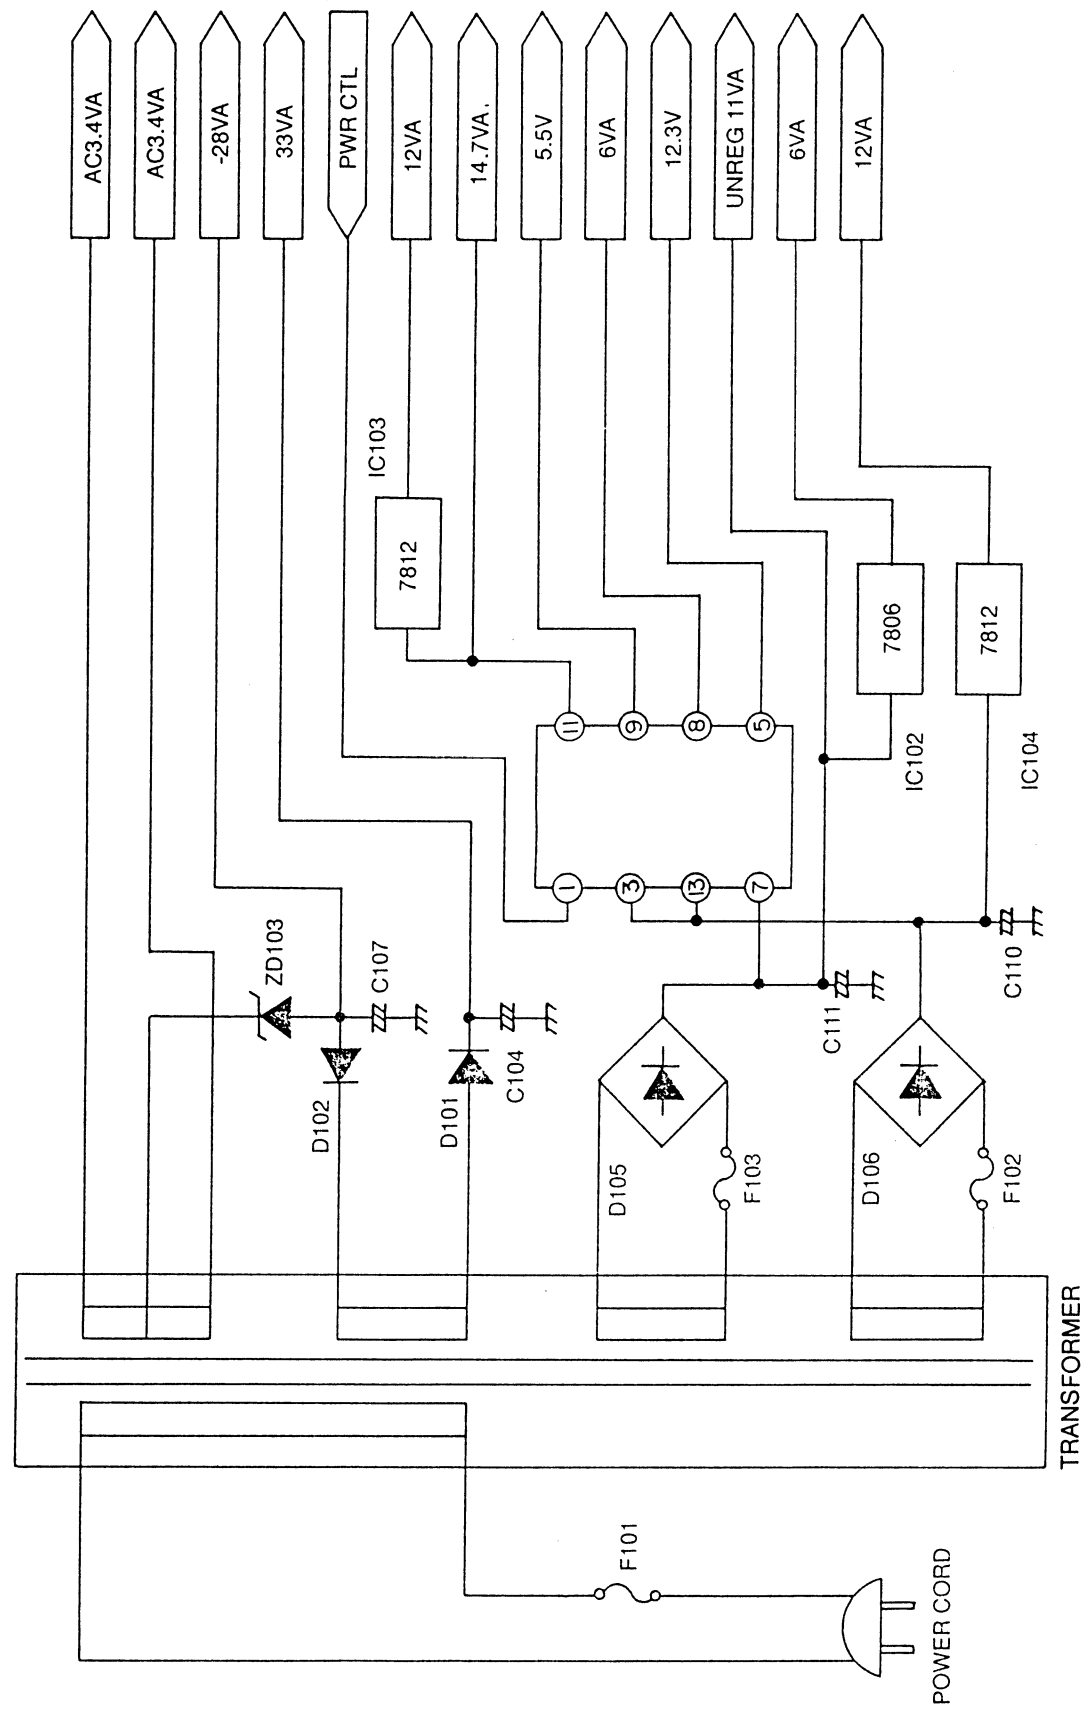 AC3.4VA
AC3.4VA
-28VA
33VA
PWR CTL
12VA
14.7VA.
5.5V
6VA
12.3V
UNREG 11VA
6VA
12VA
IC103
7812
7806
7812
IC102
IC104
11
9
8
5
1
3
13
7
ZD103
C107
D102
D101
C104
C111
C110
D105
F103
D106
F102
TRANSFORMER
F101
POWER CORD